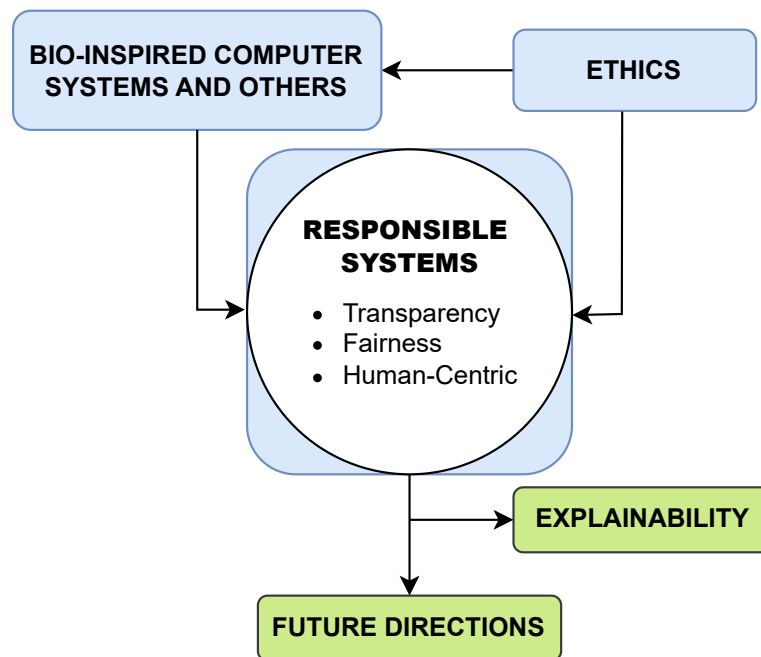 BIO-INSPIRED COMPUTER
SYSTEMS AND OTHERS
ETHICS
RESPONSIBLE
SYSTEMS
• Transparency
• Fairness
• Human-Centric
EXPLAINABILITY
FUTURE DIRECTIONS